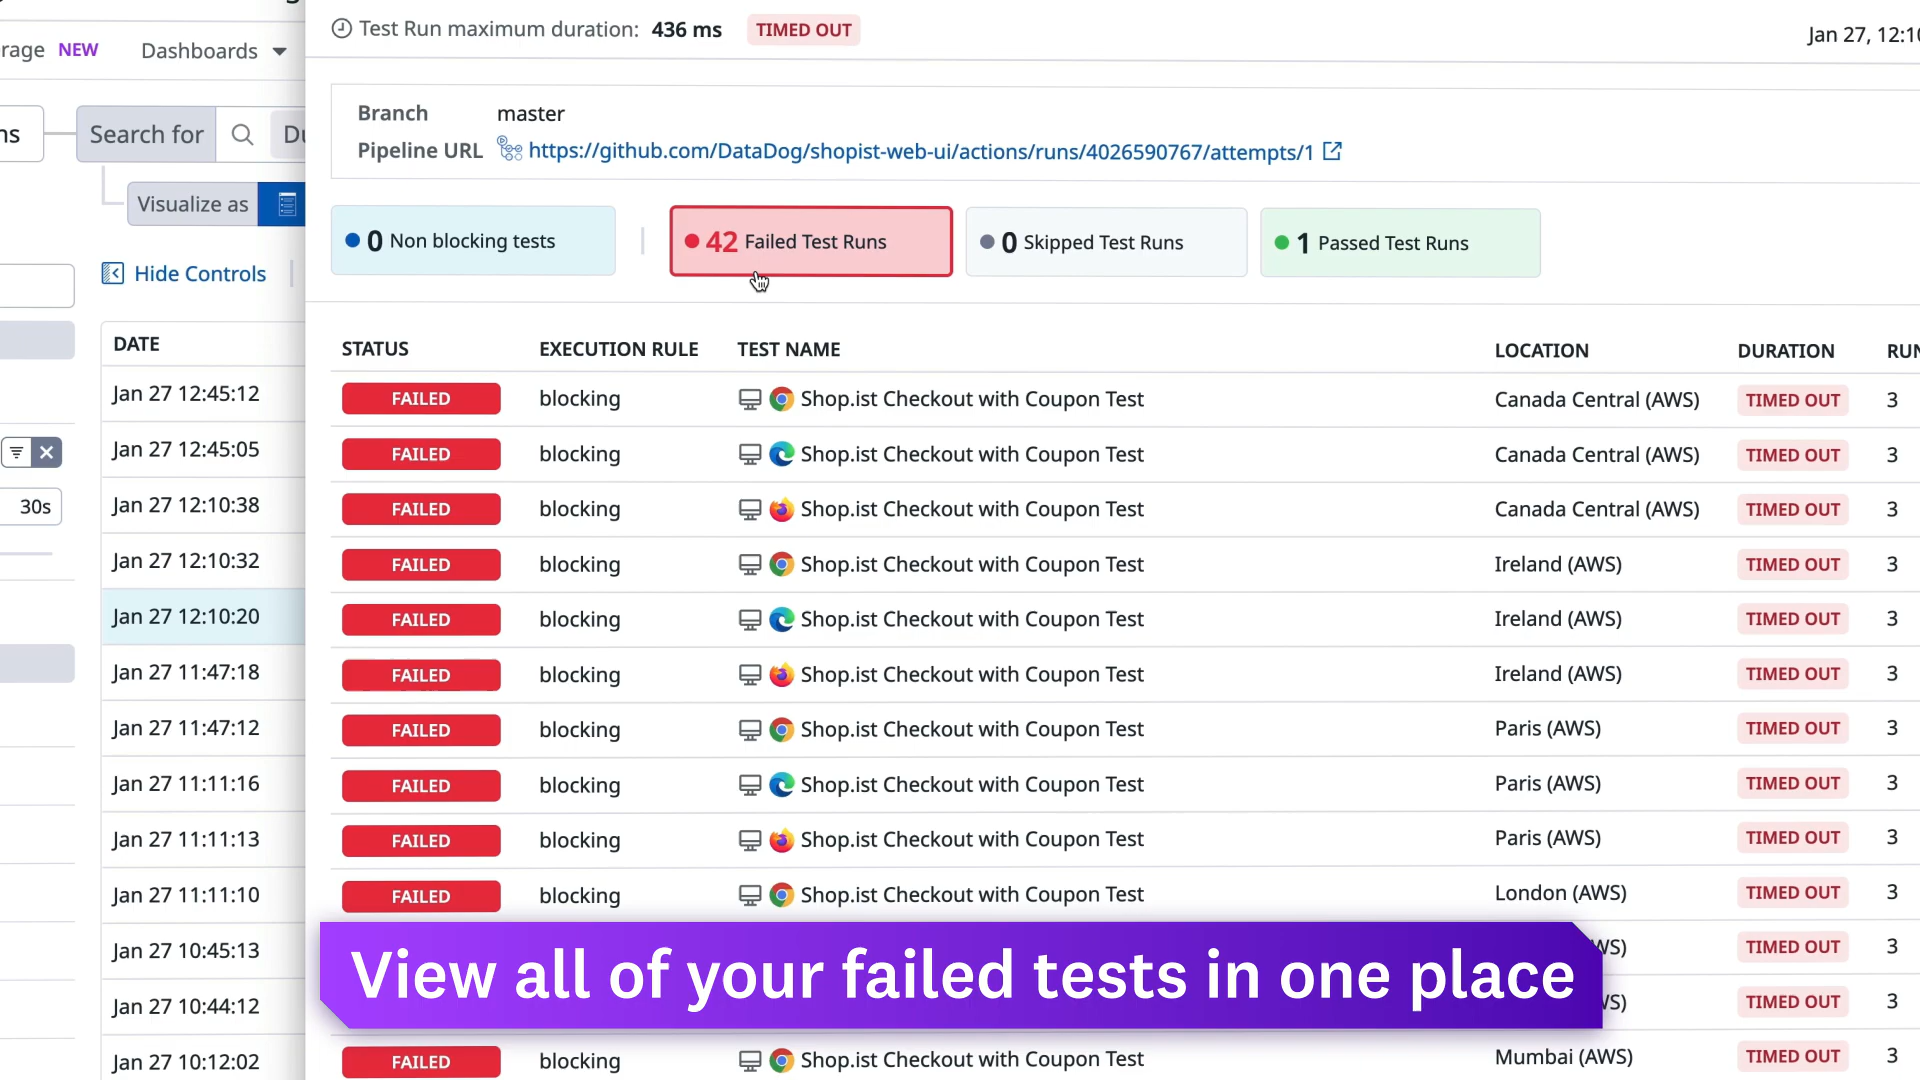 Test Run maximum duration: 436 ms TIMED OUT
Jan 27, 12:10
rage NEW Dashboards
Branch master
Pipeline URL https://github.com/DataDog/shopist-web-ui/actions/runs/4026590767/attempts/1
ns Search for Du
Visualize as
Hide Controls
30s
0 Non blocking tests
42 Failed Test Runs
0 Skipped Test Runs
1 Passed Test Runs
DATE
Jan 27 12:45:12
Jan 27 12:45:05
Jan 27 12:10:38
Jan 27 12:10:32
Jan 27 12:10:20
Jan 27 11:47:18
Jan 27 11:47:12
Jan 27 11:11:16
Jan 27 11:11:13
Jan 27 11:11:10
Jan 27 10:45:13
Jan 27 10:44:12
Jan 27 10:12:02
STATUS EXECUTION RULE TEST NAME LOCATION DURATION RUN
FAILED blocking Shop.ist Checkout with Coupon Test Canada Central (AWS) TIMED OUT 3
FAILED blocking Shop.ist Checkout with Coupon Test Canada Central (AWS) TIMED OUT 3
FAILED blocking Shop.ist Checkout with Coupon Test Canada Central (AWS) TIMED OUT 3
FAILED blocking Shop.ist Checkout with Coupon Test Ireland (AWS) TIMED OUT 3
FAILED blocking Shop.ist Checkout with Coupon Test Ireland (AWS) TIMED OUT 3
FAILED blocking Shop.ist Checkout with Coupon Test Ireland (AWS) TIMED OUT 3
FAILED blocking Shop.ist Checkout with Coupon Test Paris (AWS) TIMED OUT 3
FAILED blocking Shop.ist Checkout with Coupon Test Paris (AWS) TIMED OUT 3
FAILED blocking Shop.ist Checkout with Coupon Test Paris (AWS) TIMED OUT 3
FAILED blocking Shop.ist Checkout with Coupon Test London (AWS) TIMED OUT 3
WS) TIMED OUT 3
WS) TIMED OUT 3
View all of your failed tests in one place
FAILED blocking Shop.ist Checkout with Coupon Test Mumbai (AWS) TIMED OUT 3